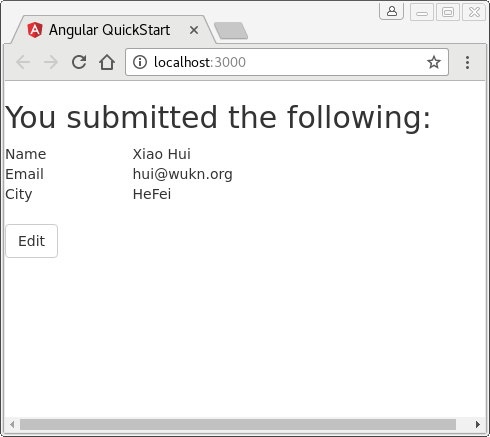 Angular QuickStart
localhost:3000
You submitted the following:
Name Xiao Hui
Email hui@wukn.org
City HeFei
Edit